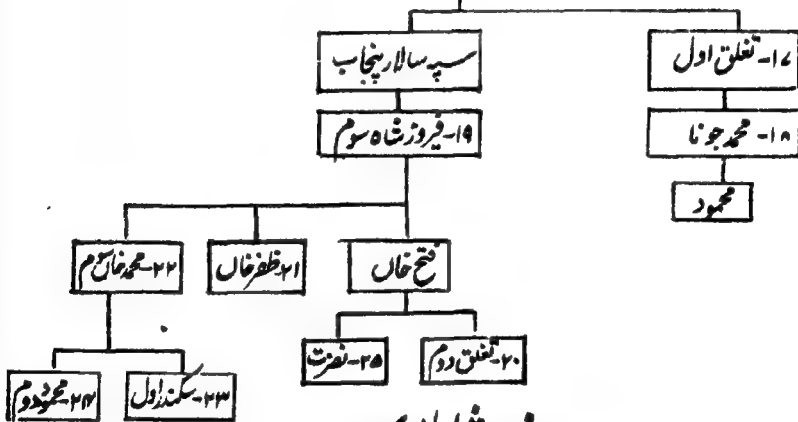 ۱۷- تغلق اول
سپہ سالار پنجاب
۱۸- محمد جونا
۱۹- فیروز شاہ سوم
محمود
فتح خاں
۲۱- ظفر خاں
۲۲- محمد خاں سوم
۲۰- تغلق دوم
۲۵- نصرت
۲۳- سکندر اول
۲۴- محمود دوم